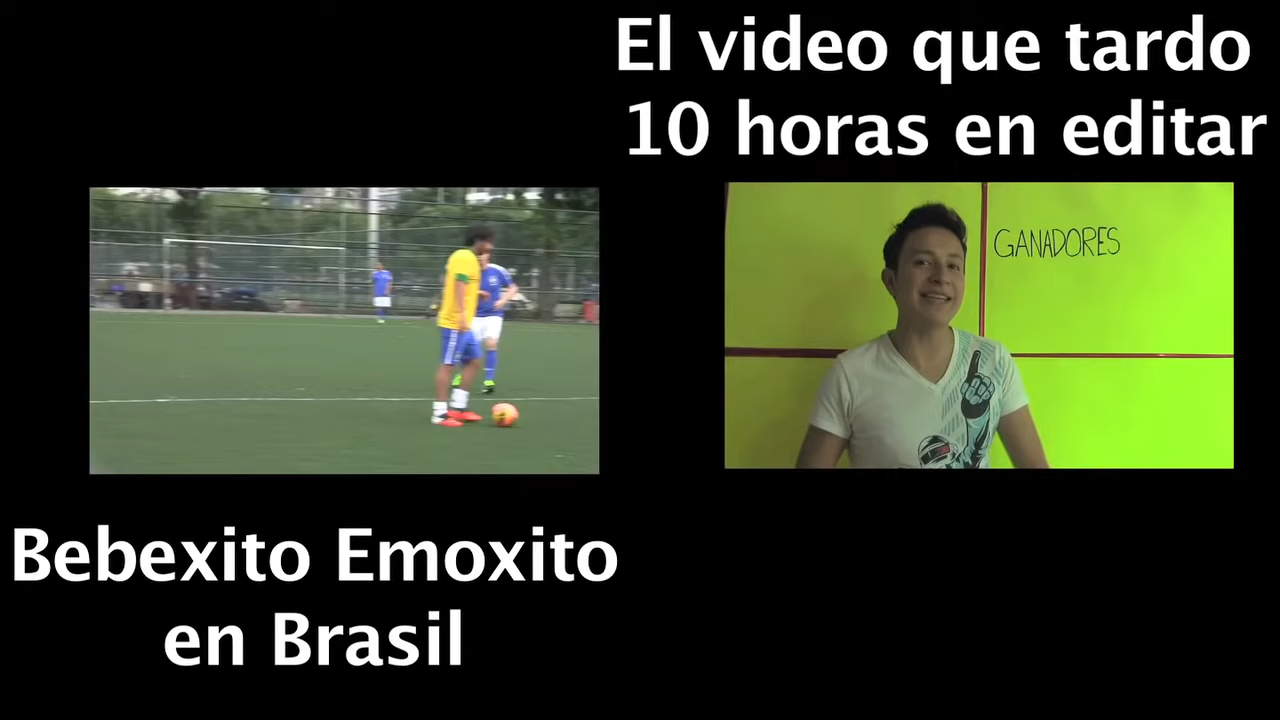 El video que tardo
10 horas en editar
GANADORES
Bebexito Emoxito
en Brasil